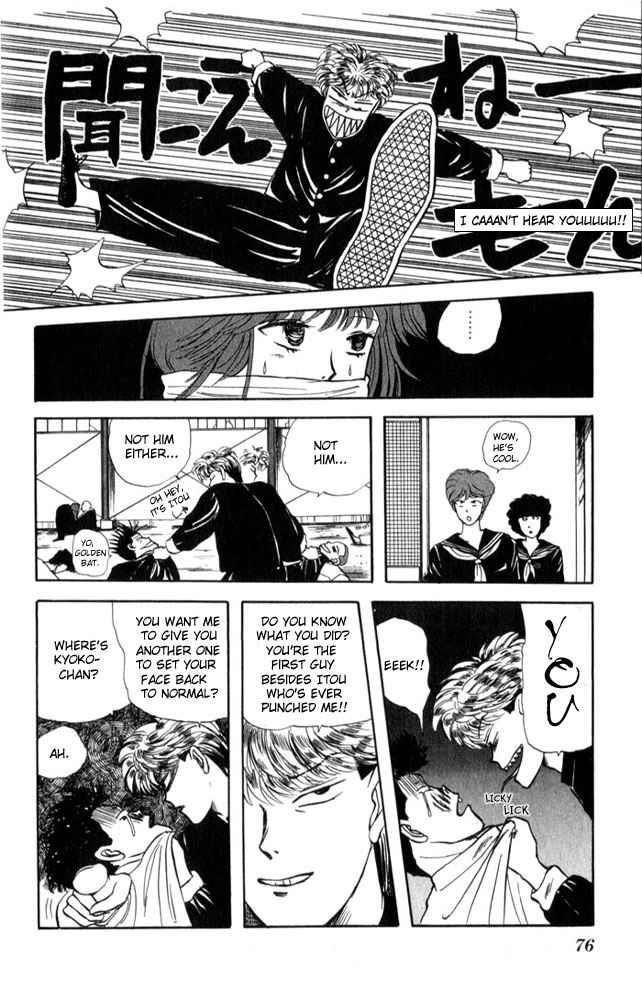 聞こえ
ねー
もーん
I CAAAN'T HEAR YOUUUUU!!
......
WOW,
HE'S
COOL.
NOT
HIM...
NOT HIM
EITHER...
OH HEY,
IT'S ITOU
YO,
GOLDEN
BAT.
YOU
EEEK!!
LICKY
LICK
DO YOU KNOW
WHAT YOU DID?
YOU'RE THE
FIRST GUY
BESIDES ITOU
WHO'S EVER
PUNCHED ME!!
YOU WANT ME
TO GIVE YOU
ANOTHER ONE
TO SET YOUR
FACE BACK
TO NORMAL?
WHERE'S
KYOKO-
CHAN?
AH.
76